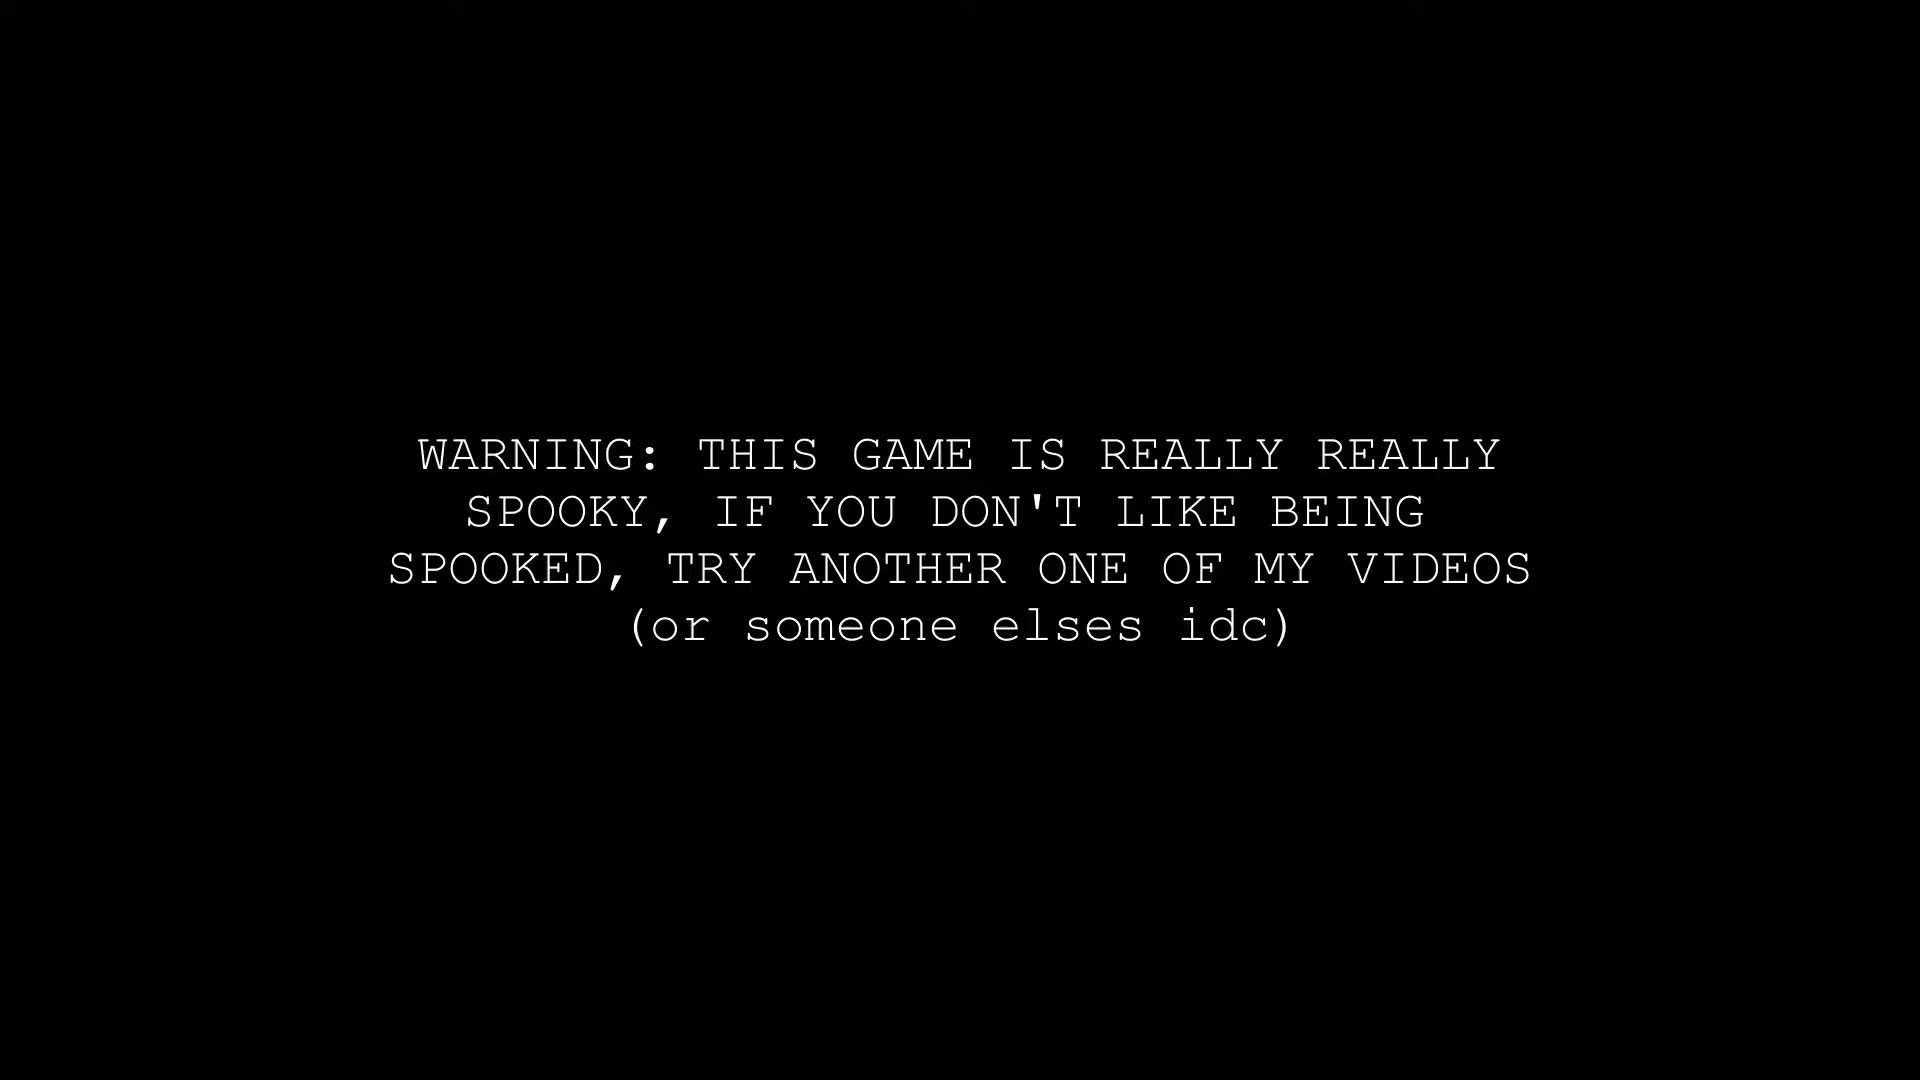 WARNING: THIS GAME IS REALLY REALLY
SPOOKY, IF YOU DON'T LIKE BEING
SPOOKED, TRY ANOTHER ONE OF MY VIDEOS
(or someone elses idc)